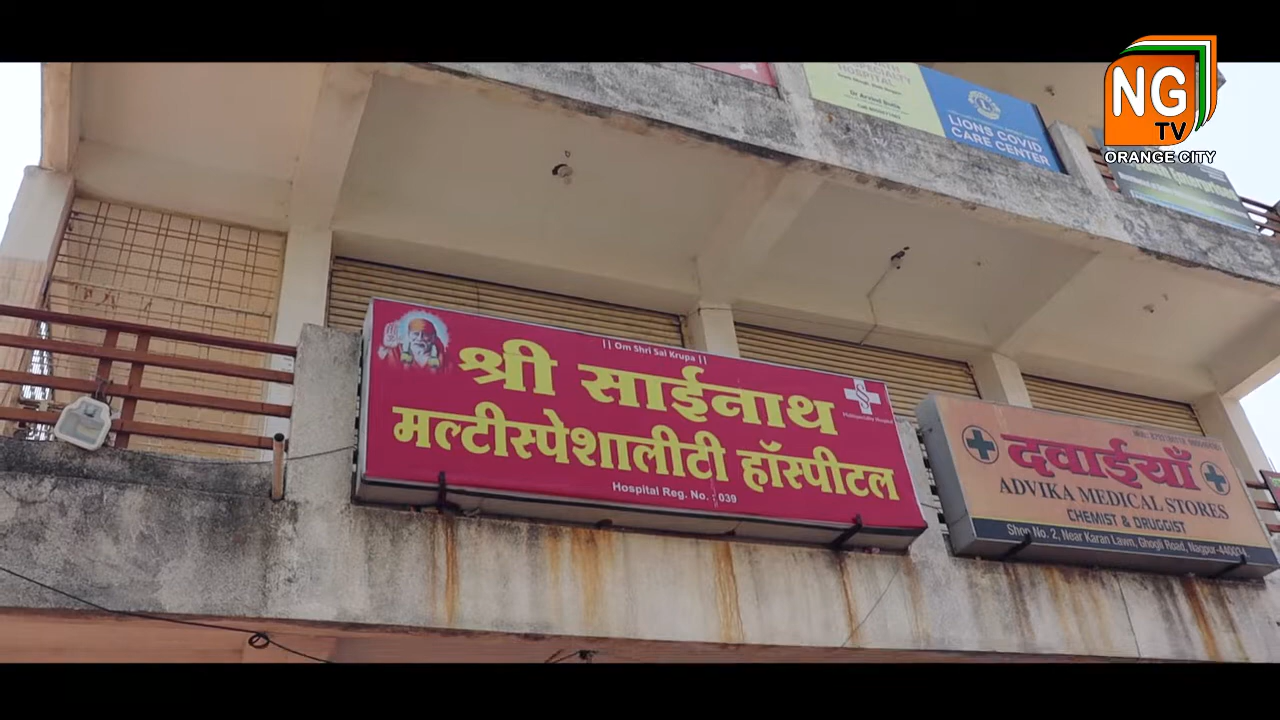 NG
TV
ORANGE CITY
HOSPITAL
LIONS COVID
CARE CENTER
|| Om Shri Sai Krupa ||
श्री साईनाथ
मल्टीस्पेशालीटी हॉस्पीटल
Hospital Reg. No. : 039
दवाईयाँ
ADVIKA MEDICAL STORES
CHEMIST & DRUGGIST
Shop No. 2, Near Karan Lawn, Ghogli Road, Nagpur-440034